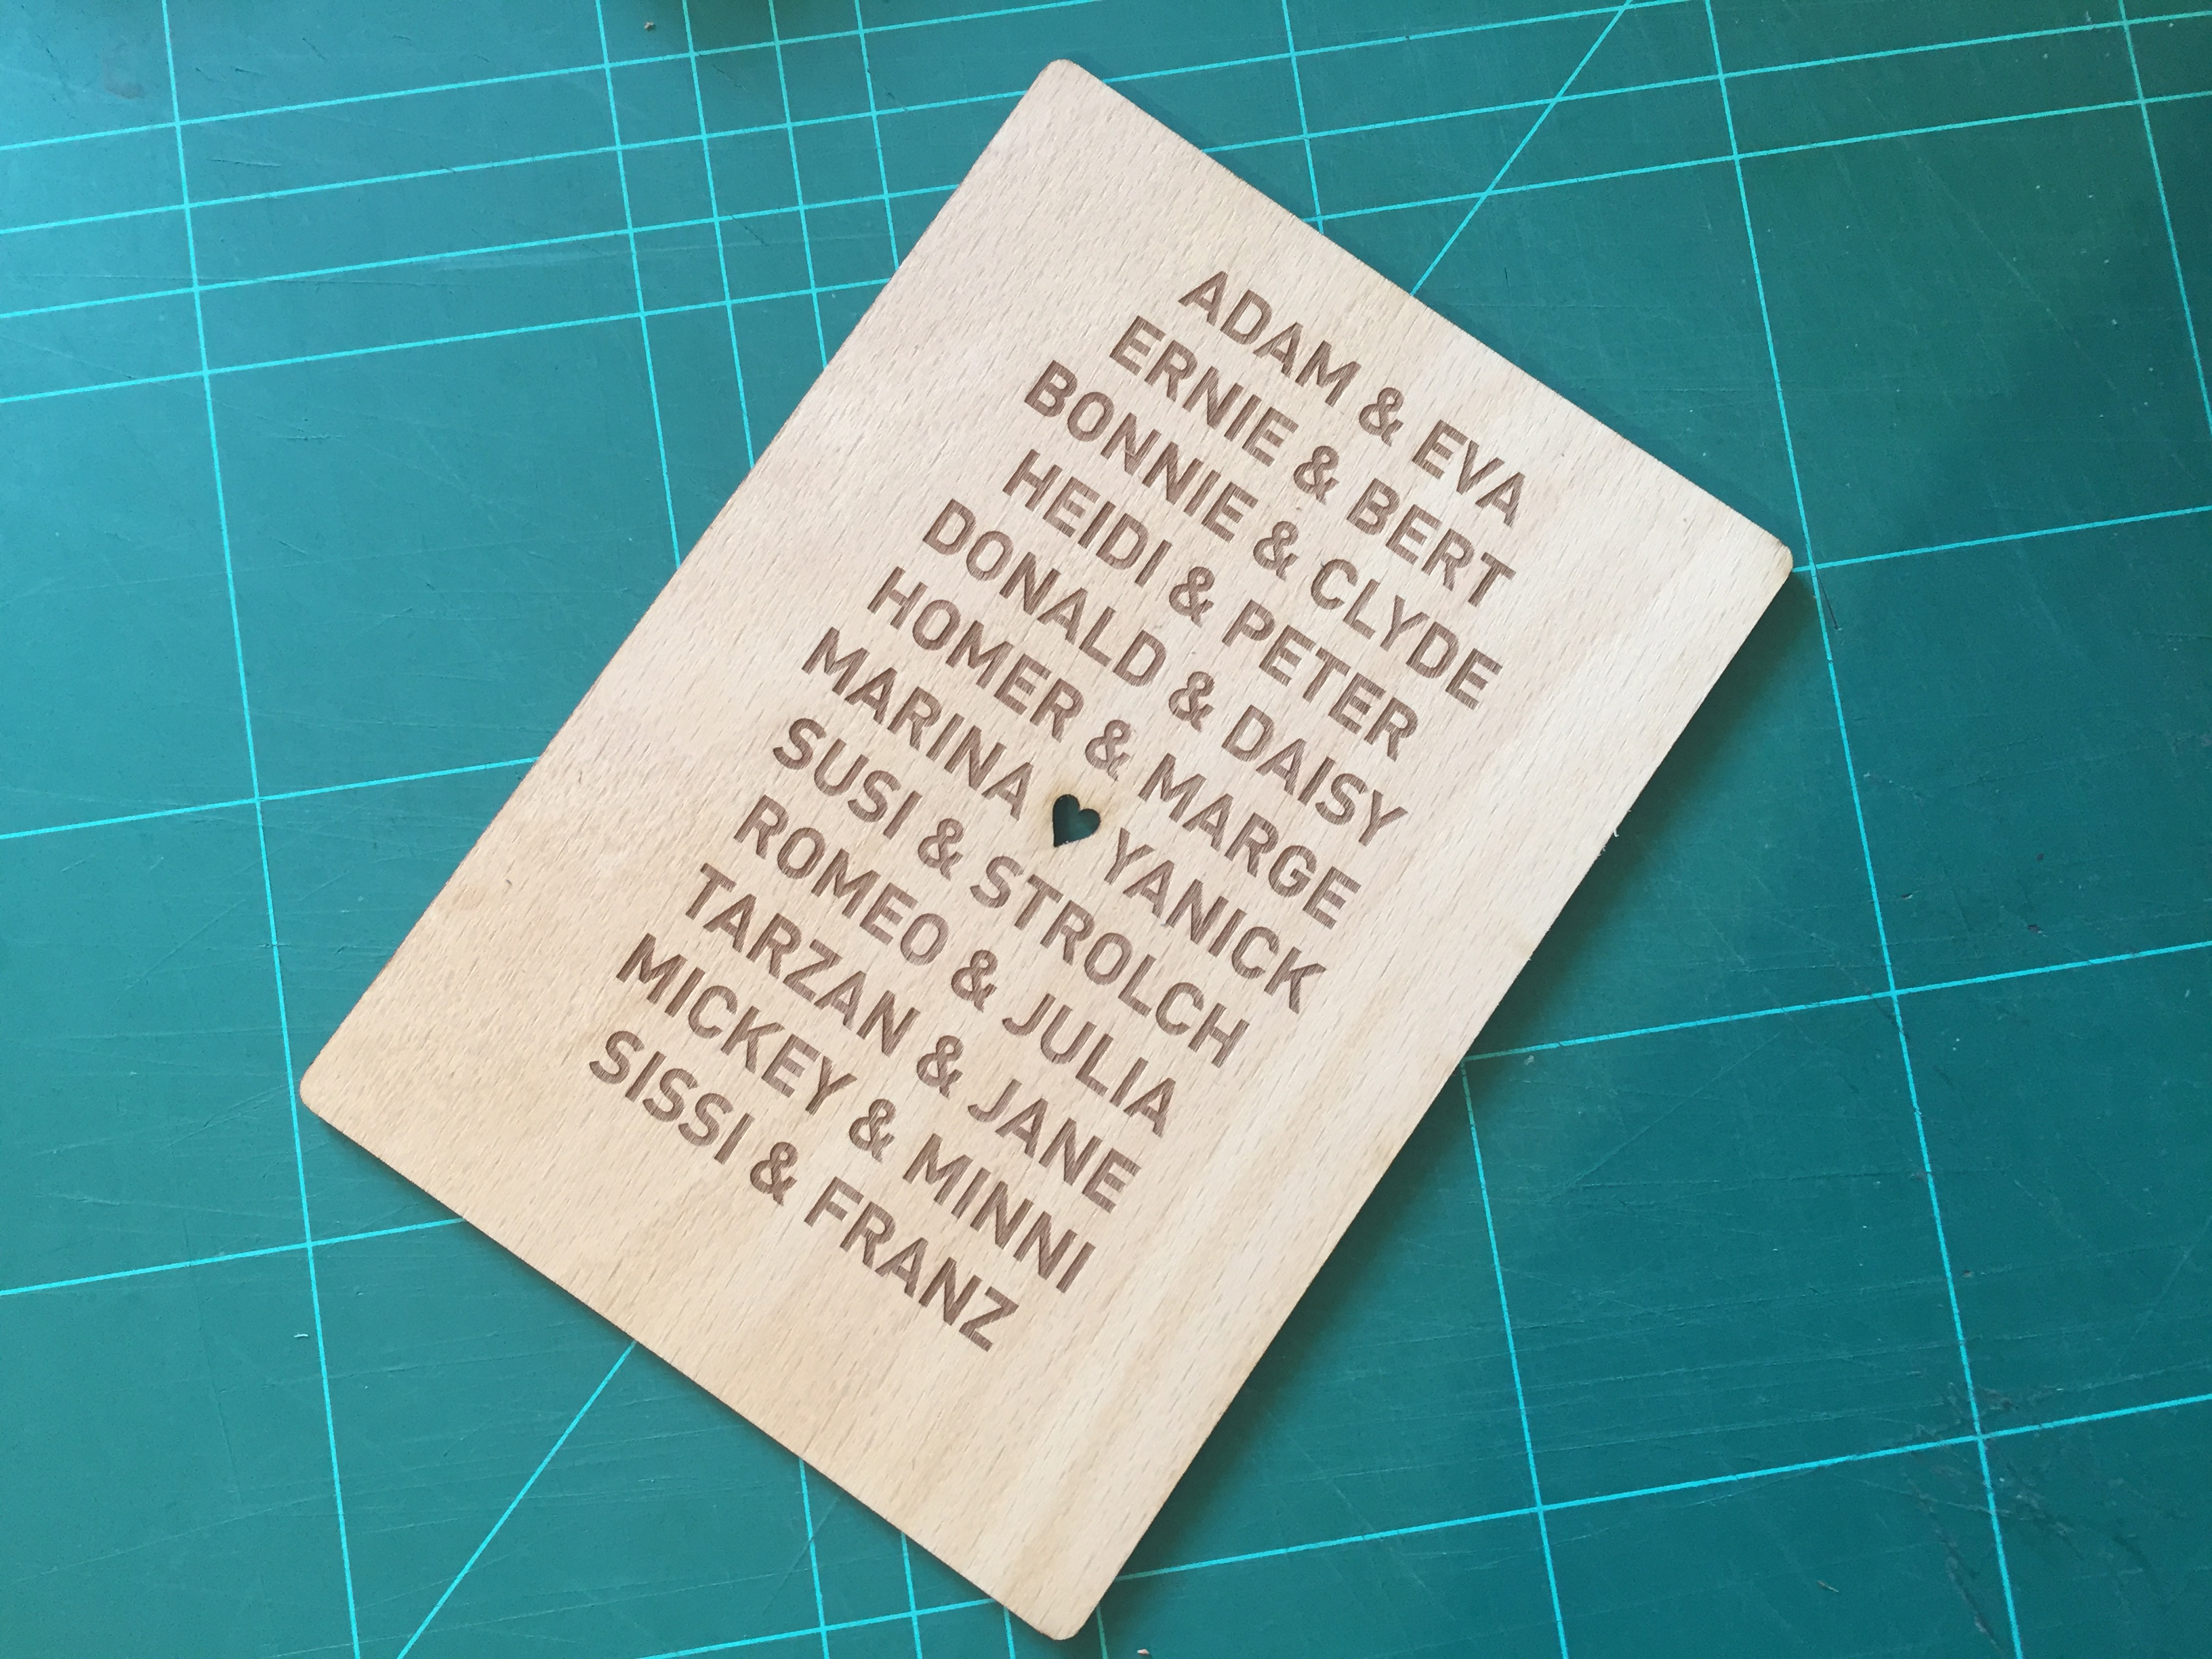 ADAM & EVA
ERNIE & BERT
BONNIE & CLYDE
HEIDI & PETER
DONALD & DAISY
HOMER & MARGE
MARINA ♥ YANICK
SUSI & STROLCH
ROMEO & JULIA
TARZAN & JANE
MICKEY & MINNI
SISSI & FRANZ